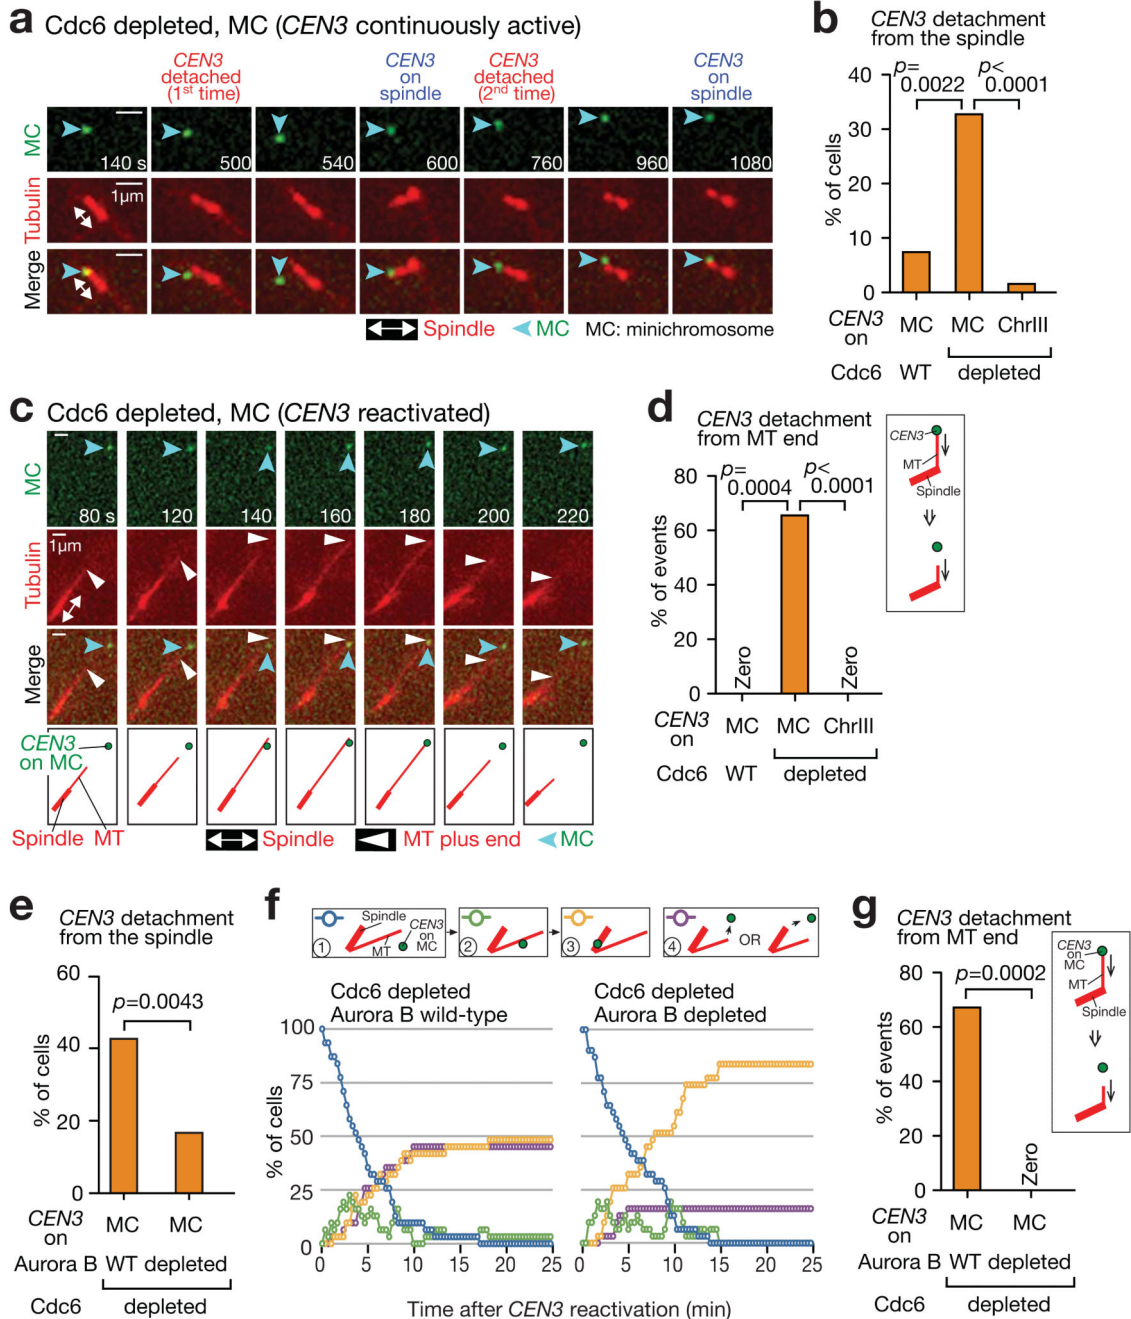 a Cdc6 depleted, MC (CEN3 continuously active)
CEN3 detached (1st time)
CEN3 on spindle
CEN3 detached (2nd time)
CEN3 on spindle
MC
140 s 500 540 600 760 960 1080
Tubulin
1μm
Merge
Spindle MC MC: minichromosome
b CEN3 detachment
from the spindle
p= 0.0022
p< 0.0001
% of cells
40
30
20
10
0
CEN3 on MC MC ChrIII
Cdc6 WT depleted
c Cdc6 depleted, MC (CEN3 reactivated)
MC
80 s 120 140 160 180 200 220
Tubulin
1μm
Merge
CEN3
on MC
Spindle MT
Spindle MT plus end MC
d CEN3 detachment
from MT end
p= 0.0004
p< 0.0001
% of events
80
60
40
20
0
Zero Zero
CEN3 on MC MC ChrIII
Cdc6 WT depleted
CEN3
MT
Spindle
e CEN3 detachment
from the spindle
p=0.0043
% of cells
60
40
20
0
CEN3 on MC MC
Aurora B WT depleted
Cdc6 depleted
f
1 Spindle MT CEN3 on MC
2
3
4 OR
Cdc6 depleted
Aurora B wild-type
Cdc6 depleted
Aurora B depleted
% of cells
100
75
50
25
0
0 5 10 15 20 25
0 5 10 15 20 25
Time after CEN3 reactivation (min)
g CEN3 detachment
from MT end
p=0.0002
% of events
80
60
40
20
0
Zero
CEN3 on MC MC
Aurora B WT depleted
Cdc6 depleted
CEN3
on
MC
MT
Spindle